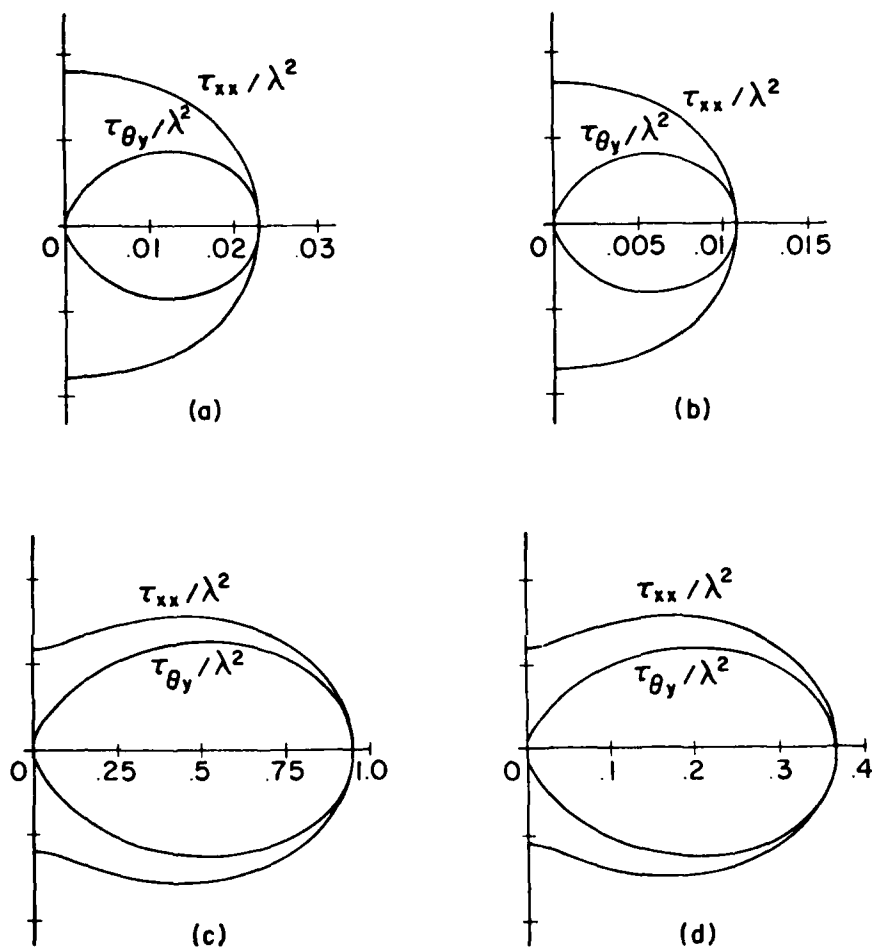 τxx/λ²
τθy/λ²
0 .01 .02 .03
(a)
τxx/λ²
τθy/λ²
0 .005 .01 .015
(b)
τxx/λ²
τθy/λ²
0 .25 .5 .75 1.0
(c)
τxx/λ²
τθy/λ²
0 .1 .2 .3 .4
(d)